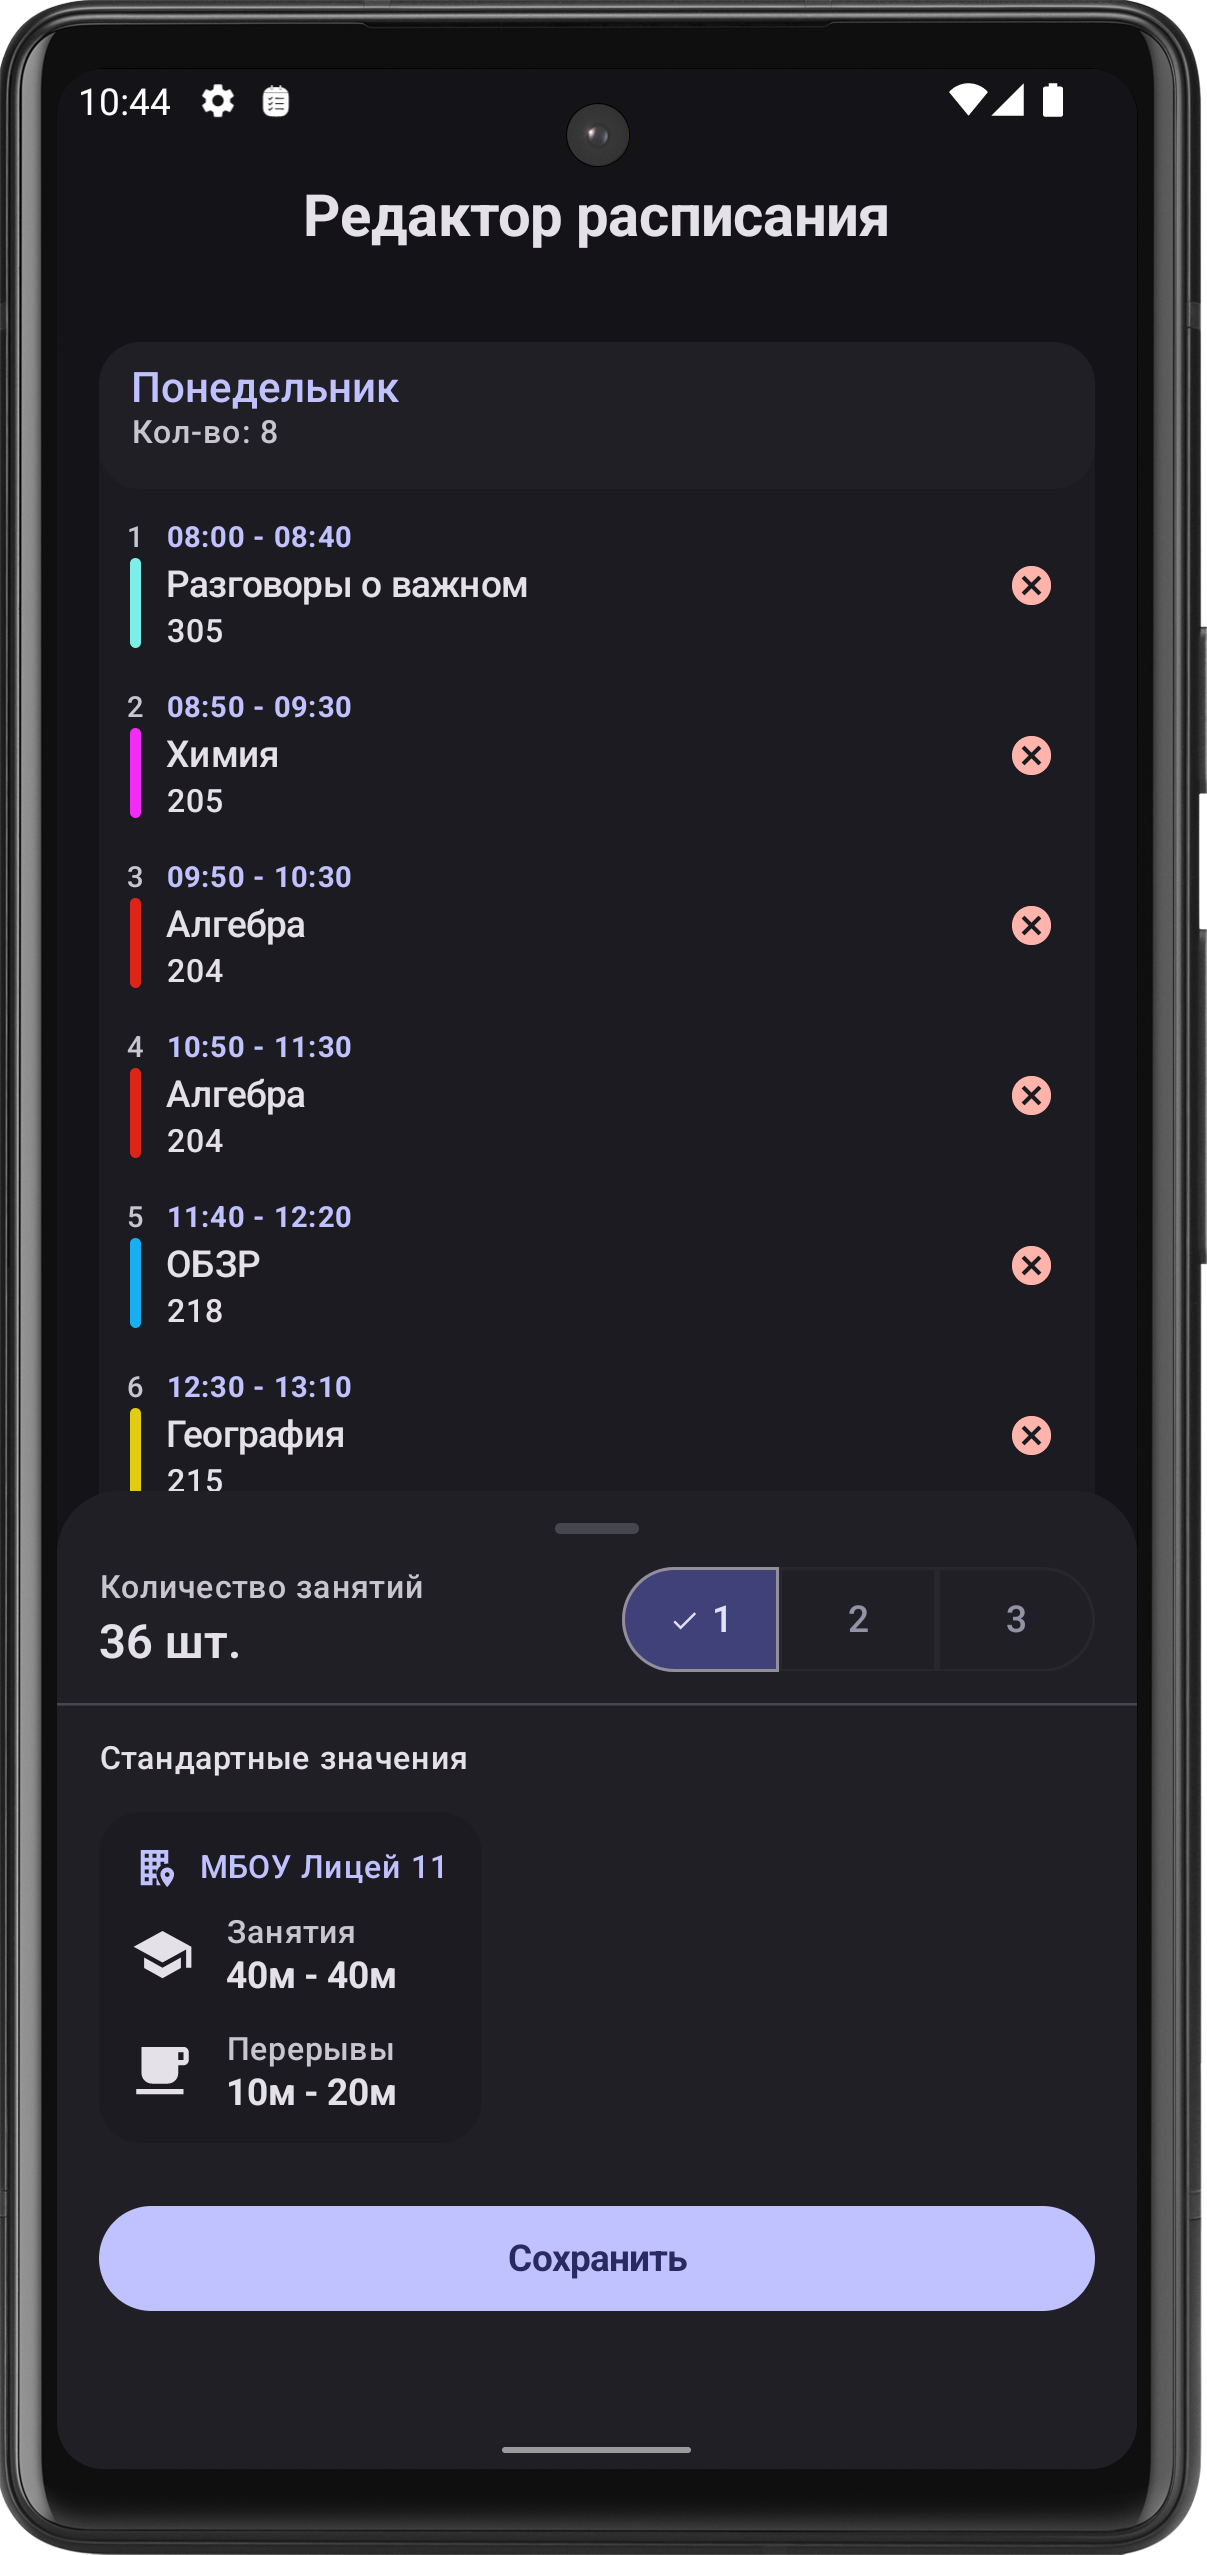 10:44
Редактор расписания
Понедельник
Кол-во: 8
1 08:00 - 08:40
Разговоры о важном
305
2 08:50 - 09:30
Химия
205
3 09:50 - 10:30
Алгебра
204
4 10:50 - 11:30
Алгебра
204
5 11:40 - 12:20
ОБЗР
218
6 12:30 - 13:10
География
215
Количество занятий
36 шт.
1 2 3
Стандартные значения
МБОУ Лицей 11
Занятия
40м - 40м
Перерывы
10м - 20м
Сохранить